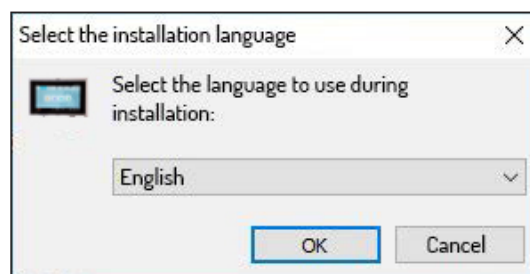 Select the installation language
Select the language to use during
installation:
English
OK
Cancel